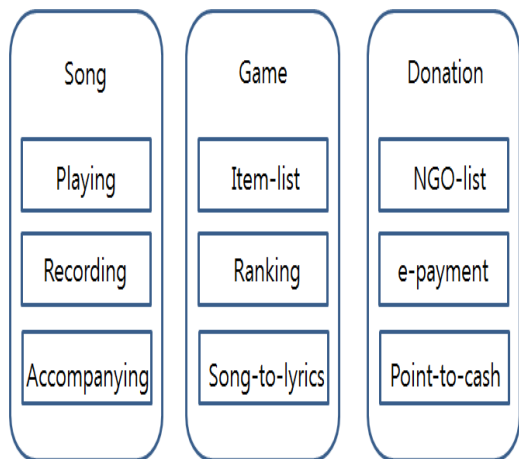 Song
Playing
Recording
Accompanying
Game
Item-list
Ranking
Song-to-lyrics
Donation
NGO-list
e-payment
Point-to-cash